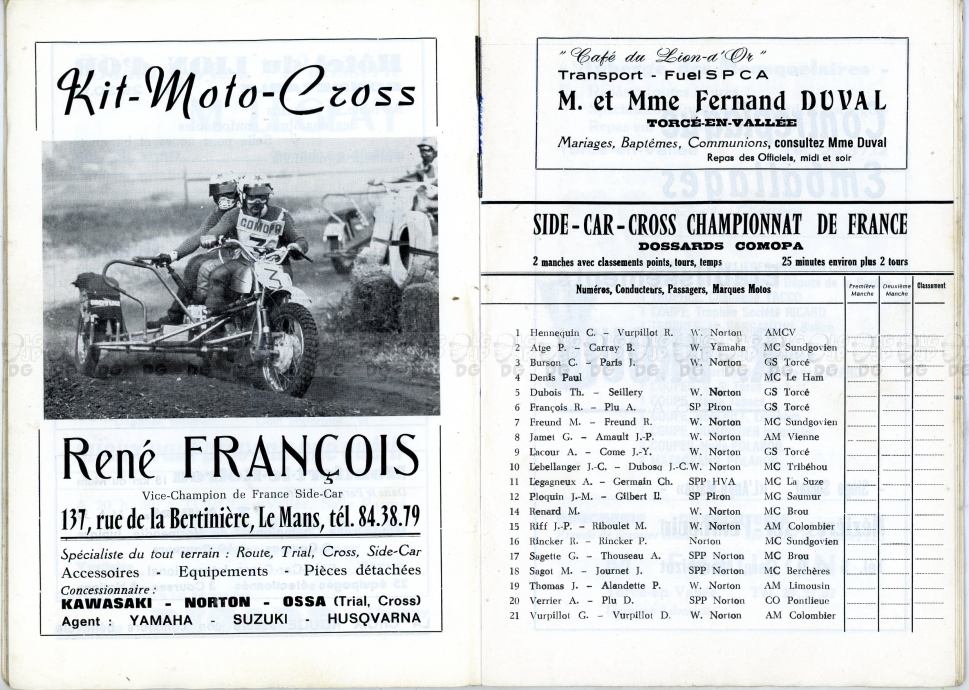 Kit-Moto-Cross
COMOPA
3
René FRANÇOIS
Vice-Champion de France Side-Car
137, rue de la Bertinière, Le Mans, tél. 84.38.79
Spécialiste du tout terrain : Route, Trial, Cross, Side-Car
Accessoires - Equipements - Pièces détachées
Concessionnaire :
KAWASAKI - NORTON - OSSA (Trial, Cross)
Agent : YAMAHA - SUZUKI - HUSQVARNA
"Café du Lion-d'Or"
Transport - Fuel SPCA
M. et Mme Fernand DUVAL
TORCÉ-EN-VALLÉE
Mariages, Baptêmes, Communions, consultez Mme Duval
Repas des Officiels, midi et soir
SIDE-CAR-CROSS CHAMPIONNAT DE FRANCE
DOSSARDS COMOPA
2 manches avec classements points, tours, temps 25 minutes environ plus 2 tours
Numéros, Conducteurs, Passagers, Marques Motos Première Manche Deuxième Manche Classement
1 Hennequin C. - Vurpillot R. W. Norton AMCV
2 Atge P. - Carray B. W. Yamaha MC Sundgovien
3 Burson C. - Paris J. W. Norton GS Torcé
4 Denis Paul MC Le Ham
5 Dubois Th. - Seillery W. Norton GS Torcé
6 François R. - Plu A. SP Piron GS Torcé
7 Freund M. - Freund R. W. Norton MC Sundgovien
8 Jamet G. - Amault J.-P. W. Norton AM Vienne
9 Lacour A. - Come J.-Y. W. Norton GS Torcé
10 Lebellanger J.-C. - Dubosq J.-C. W. Norton MC Tribéhou
11 Legagneux A. - Germain Ch. SPP HVA MC La Suze
12 Ploquin J.-M. - Gilbert L. SP Piron MC Saumur
14 Renard M. W. Norton MC Brou
15 Riff J.-P. - Riboulet M. W. Norton AM Colombier
16 Rincker R. - Rincker P. Norton MC Sundgovien
17 Sagette G. - Thouseau A. SPP Norton MC Brou
18 Sagot M. - Journet J. SPP Norton MC Berchères
19 Thomas J. - Alandette P. W. Norton AM Limousin
20 Verrier A. - Plu D. SPP Norton CO Pontlieue
21 Vurpillot G. - Vurpillot D. W. Norton AM Colombier